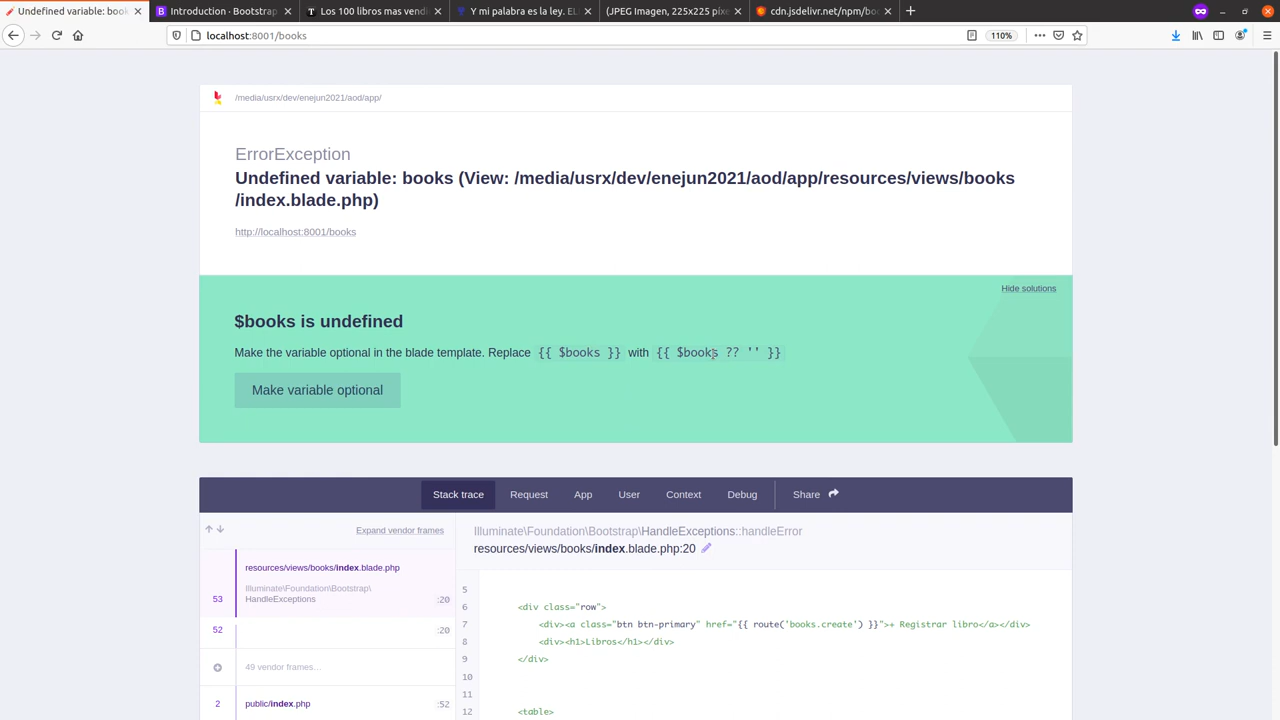 Undefined variable: book
Introduction · Bootstrap
Los 100 libros mas vendi
Y mi palabra es la ley. EL
(JPEG Imagen, 225x225 píxe
cdn.jsdelivr.net/npm/boo
localhost:8001/books
110%
/media/usrx/dev/enejun2021/aod/app/
ErrorException
Undefined variable: books (View: /media/usrx/dev/enejun2021/aod/app/resources/views/books
/index.blade.php)
http://localhost:8001/books
Hide solutions
$books is undefined
Make the variable optional in the blade template. Replace {{ $books }} with {{ $books ?? '' }}
Make variable optional
Stack trace
Request
App
User
Context
Debug
Share
Expand vendor frames
Illuminate\Foundation\Bootstrap\HandleExceptions::handleError
resources/views/books/index.blade.php:20
resources/views/books/index.blade.php
Illuminate\Foundation\Bootstrap\
53 HandleExceptions :20
52 :20
49 vendor frames…
2 public/index.php :52
5
6 <div class="row">
7 <div><a class="btn btn-primary" href="{{ route('books.create') }}">+ Registrar libro</a></div>
8 <div><h1>Libros</h1></div>
9 </div>
10
11
12 <table>